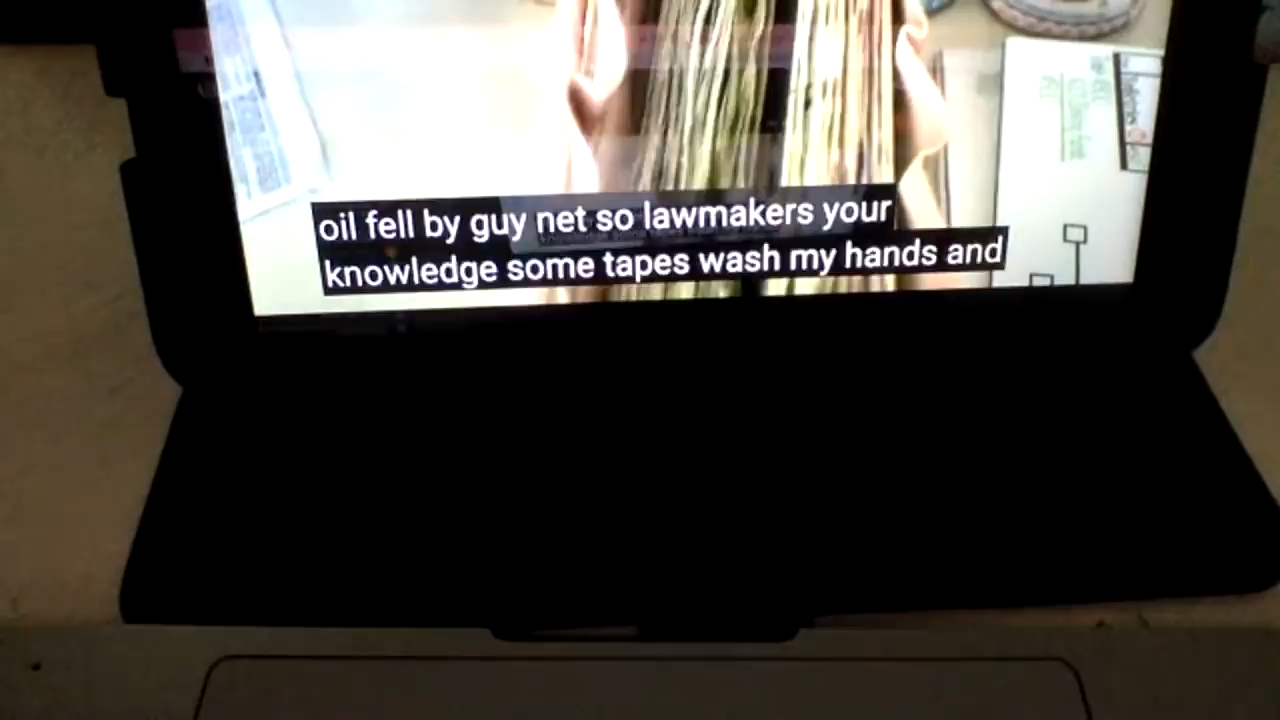 oil fell by guy net so lawmakers your
knowledge some tapes wash my hands and